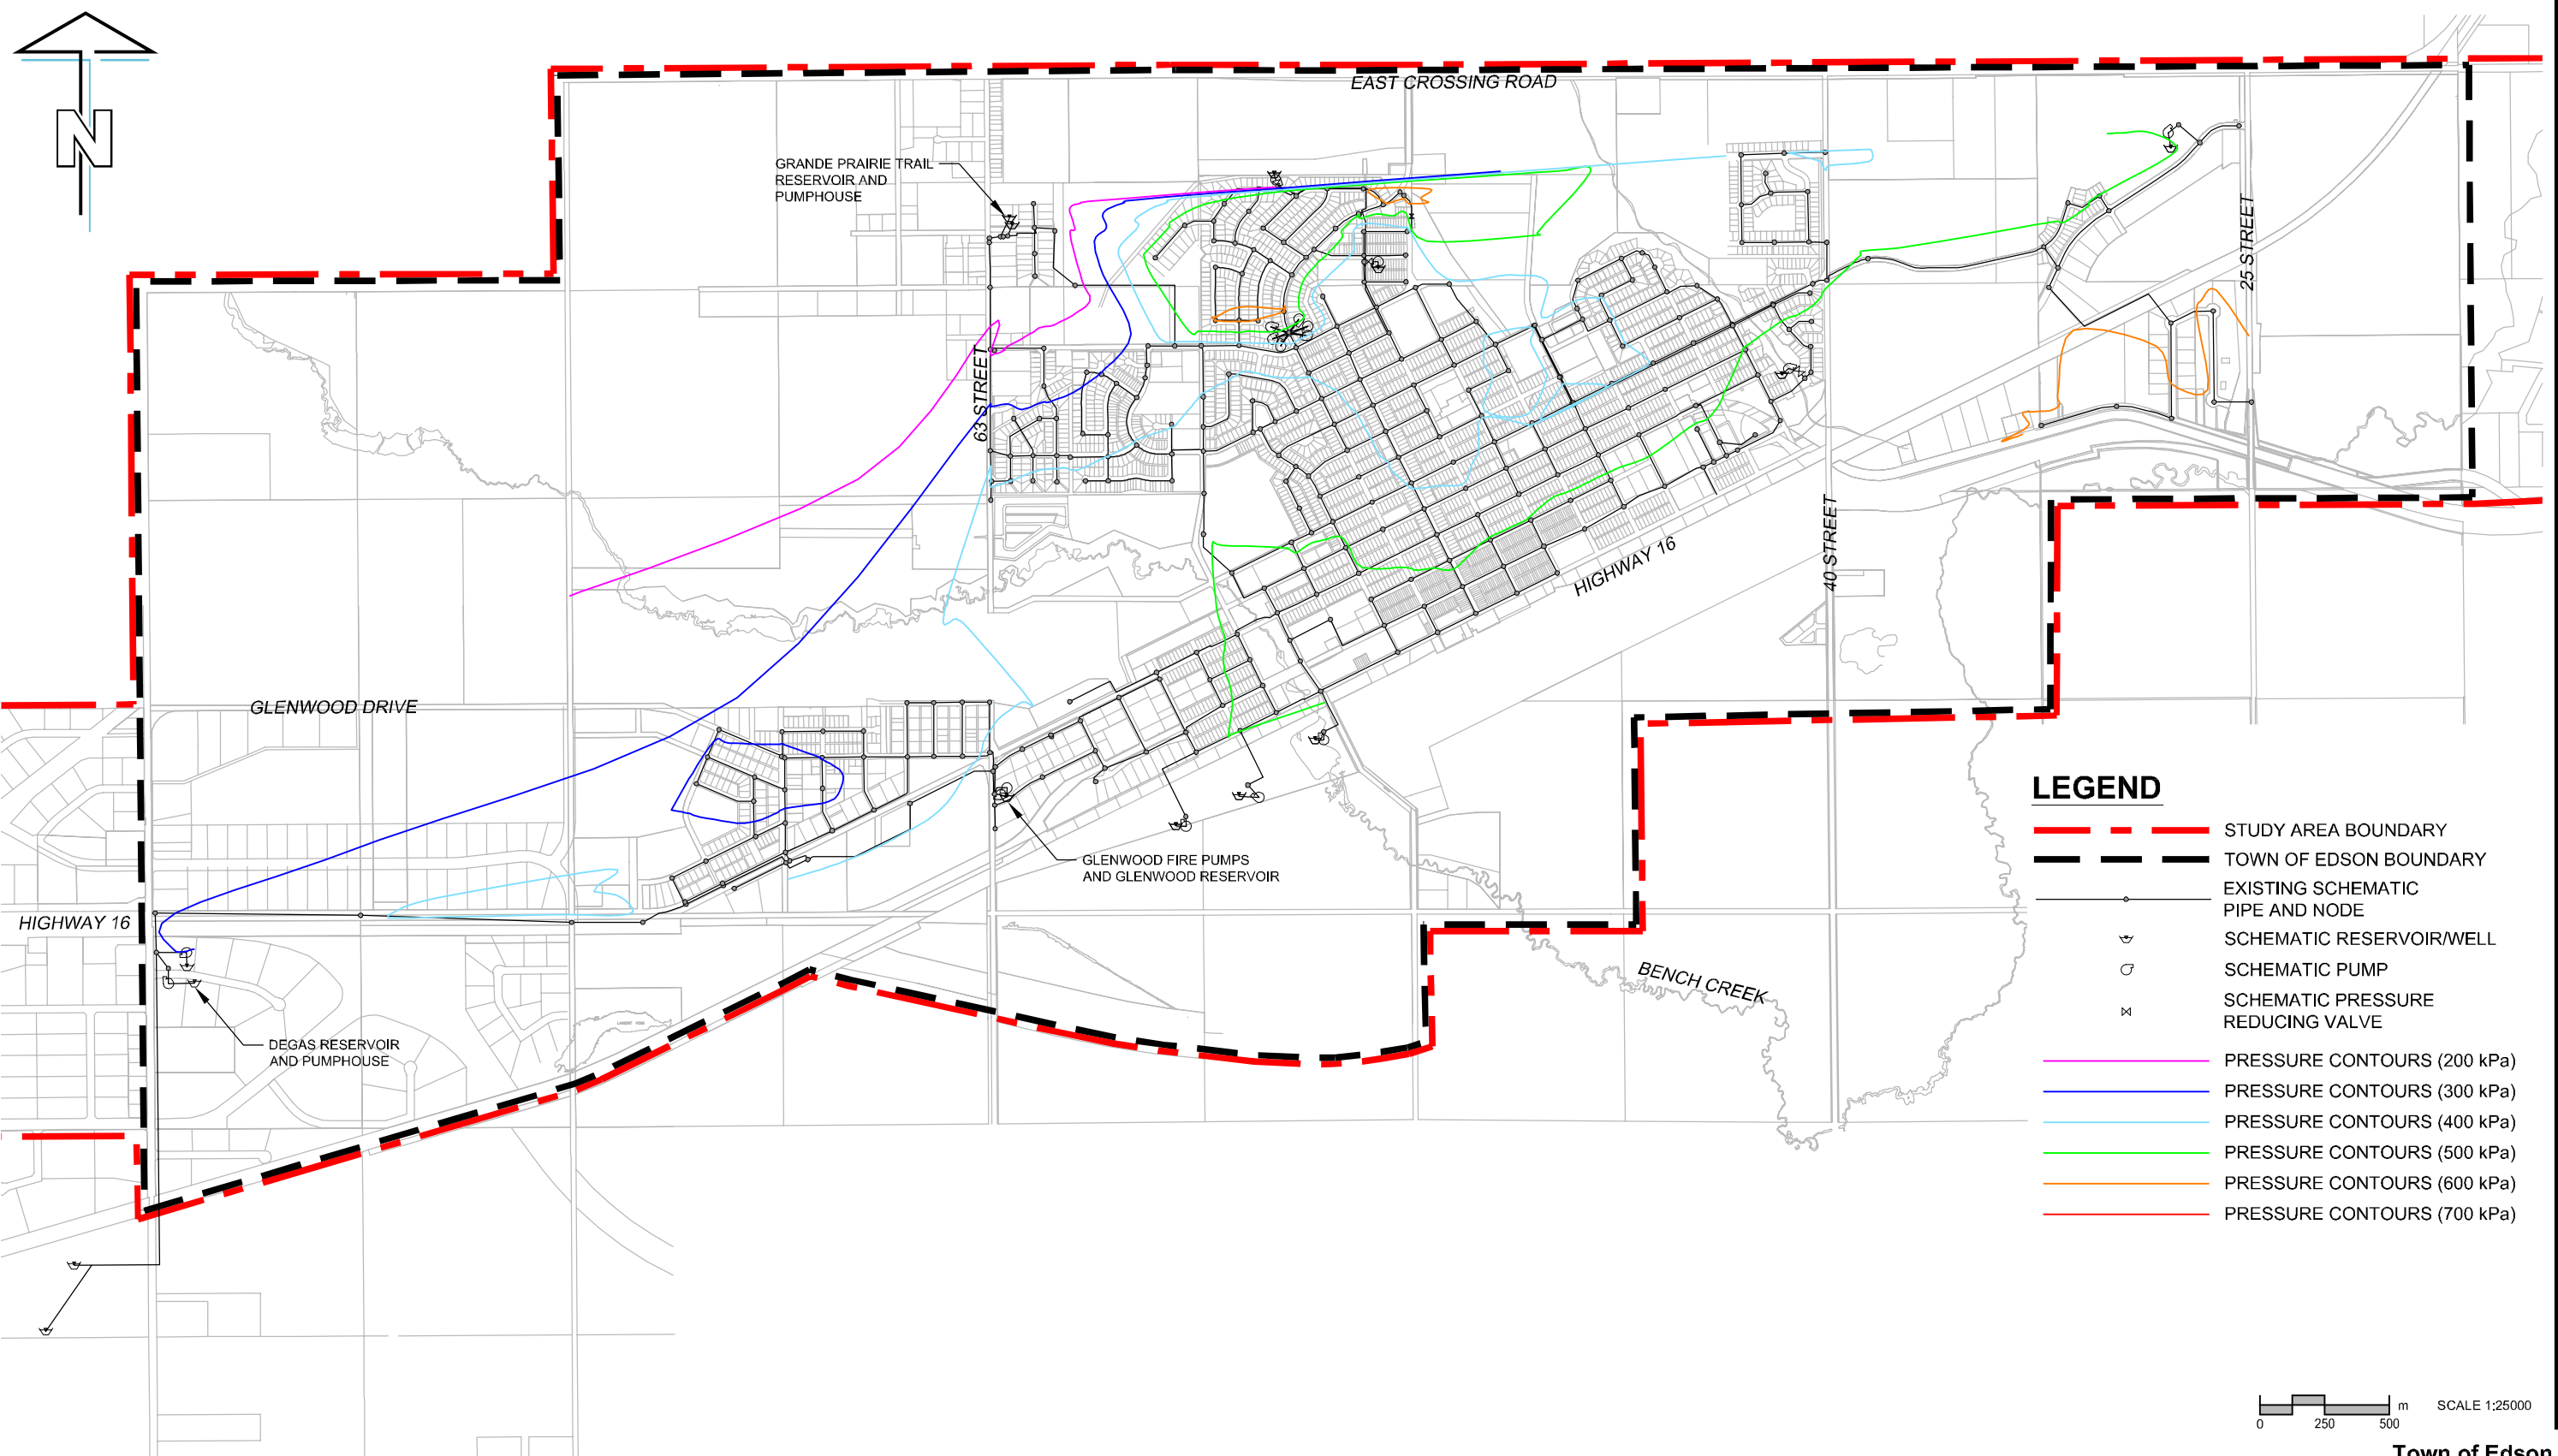 N
EAST CROSSING ROAD
GRANDE PRAIRIE TRAIL
RESERVOIR AND
PUMPHOUSE
25 STREET
63 STREET
40 STREET
HIGHWAY 16
GLENWOOD DRIVE
GLENWOOD FIRE PUMPS
AND GLENWOOD RESERVOIR
HIGHWAY 16
BENCH CREEK
DEGAS RESERVOIR
AND PUMPHOUSE
LEGEND
STUDY AREA BOUNDARY
TOWN OF EDSON BOUNDARY
EXISTING SCHEMATIC
PIPE AND NODE
SCHEMATIC RESERVOIR/WELL
SCHEMATIC PUMP
SCHEMATIC PRESSURE
REDUCING VALVE
PRESSURE CONTOURS (200 kPa)
PRESSURE CONTOURS (300 kPa)
PRESSURE CONTOURS (400 kPa)
PRESSURE CONTOURS (500 kPa)
PRESSURE CONTOURS (600 kPa)
PRESSURE CONTOURS (700 kPa)
m SCALE 1:25000
0 250 500
Town of Edson